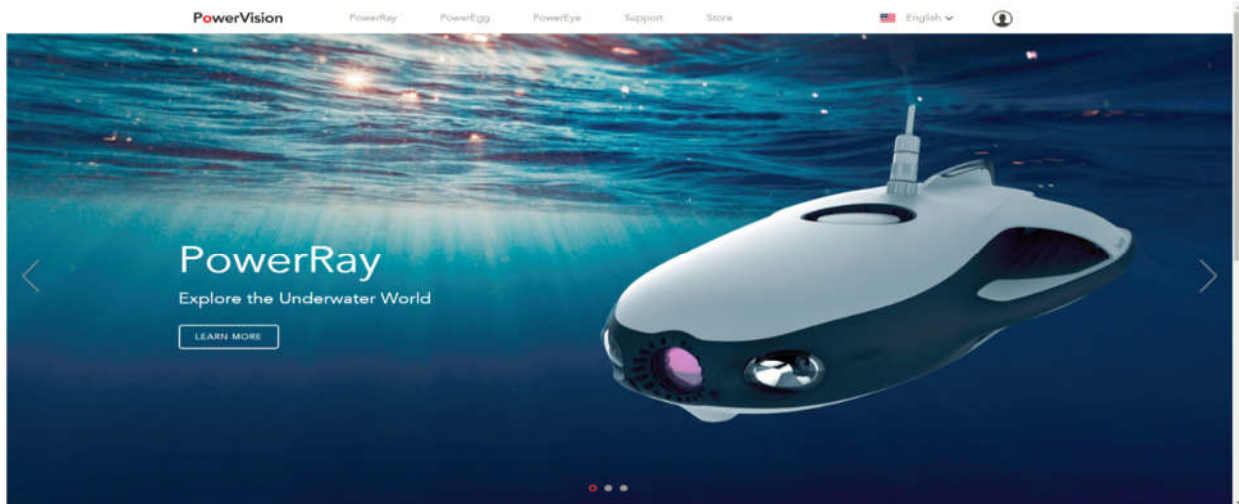 PowerVision PowerRay PowerEgg PowerEye Support Store English
PowerRay
Explore the Underwater World
LEARN MORE